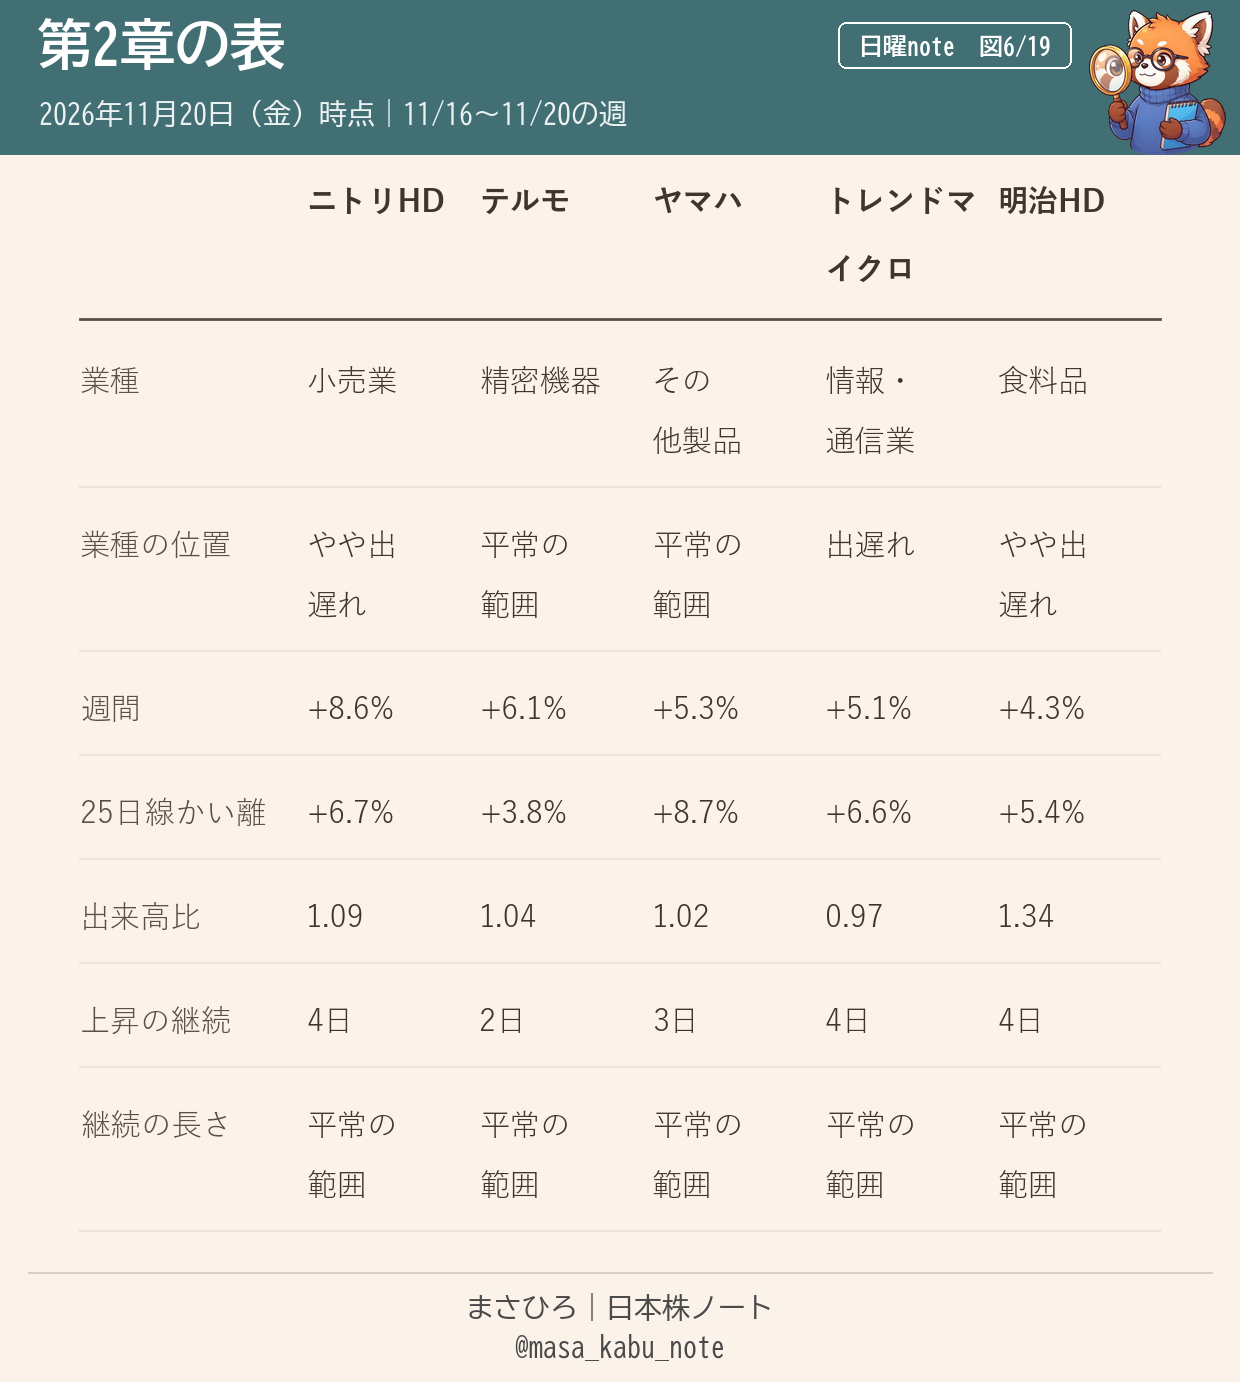 第2章の表
日曜note 図6/19
2026年11月20日（金）時点｜11/16〜11/20の週
ニトリHD テルモ ヤマハ トレンドマイクロ 明治HD
業種 小売業 精密機器 その他製品 情報・通信業 食料品
業種の位置 やや出遅れ 平常の範囲 平常の範囲 出遅れ やや出遅れ
週間 +8.6% +6.1% +5.3% +5.1% +4.3%
25日線かい離 +6.7% +3.8% +8.7% +6.6% +5.4%
出来高比 1.09 1.04 1.02 0.97 1.34
上昇の継続 4日 2日 3日 4日 4日
継続の長さ 平常の範囲 平常の範囲 平常の範囲 平常の範囲 平常の範囲
まさひろ｜日本株ノート
@masa_kabu_note